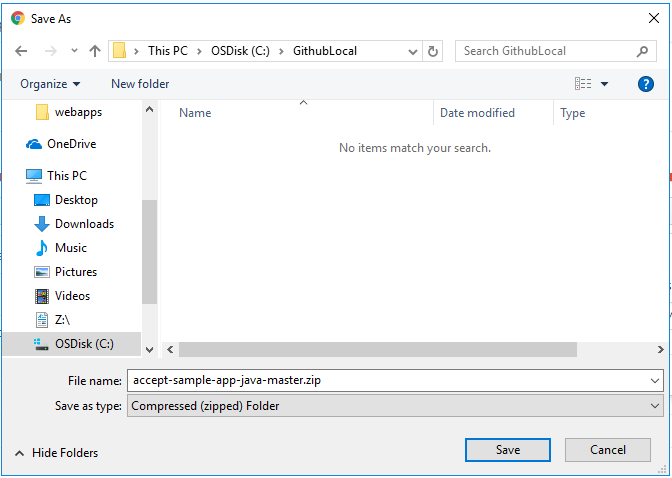 Save As
This PC > OSDisk (C:) > GithubLocal
Search GithubLocal
Organize
New folder
?
webapps
OneDrive
This PC
Desktop
Downloads
Music
Pictures
Videos
Z:\
OSDisk (C:)
Name
Date modified
Type
No items match your search.
File name: accept-sample-app-java-master.zip
Save as type: Compressed (zipped) Folder
Hide Folders
Save
Cancel